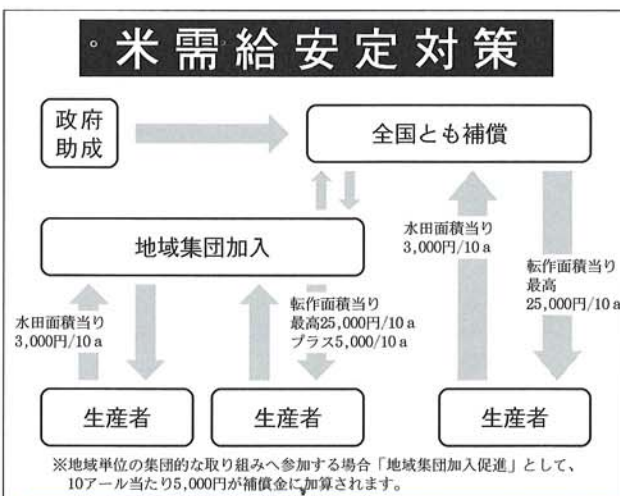 米需給安定対策
政府
助成
全国とも補償
地域集団加入
水田面積当り
3,000円/10a
転作面積当り
最高
25,000円/10a
水田面積当り
3,000円/10a
転作面積当り
最高25,000円/10a
プラス5,000/10a
生産者
生産者
生産者
※地域単位の集団的な取り組みへ参加する場合「地域集団加入促進」として、
10アール当たり5,000円が補償金に加算されます。